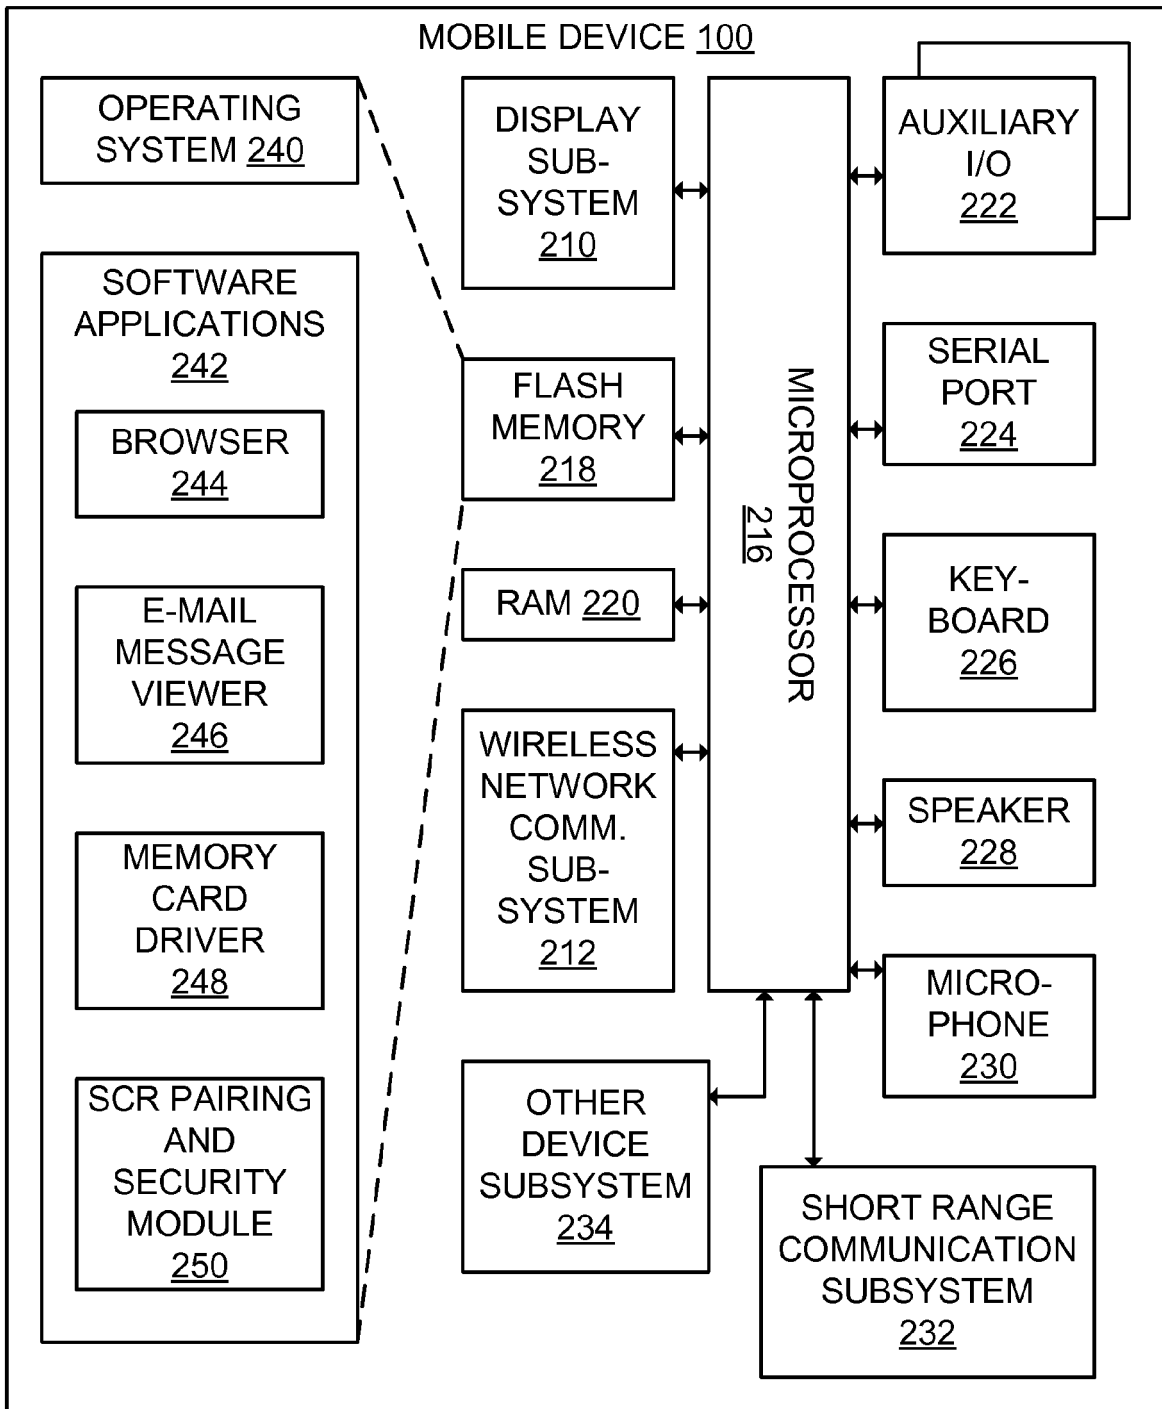 MOBILE DEVICE 100
OPERATING
SYSTEM 240
SOFTWARE
APPLICATIONS
242
BROWSER
244
E-MAIL
MESSAGE
VIEWER
246
MEMORY
CARD
DRIVER
248
SCR PAIRING
AND
SECURITY
MODULE
250
DISPLAY
SUB-
SYSTEM
210
FLASH
MEMORY
218
RAM 220
WIRELESS
NETWORK
COMM.
SUB-
SYSTEM
212
OTHER
DEVICE
SUBSYSTEM
234
MICROPROCESSOR
216
AUXILIARY
I/O
222
SERIAL
PORT
224
KEY-
BOARD
226
SPEAKER
228
MICRO-
PHONE
230
SHORT RANGE
COMMUNICATION
SUBSYSTEM
232